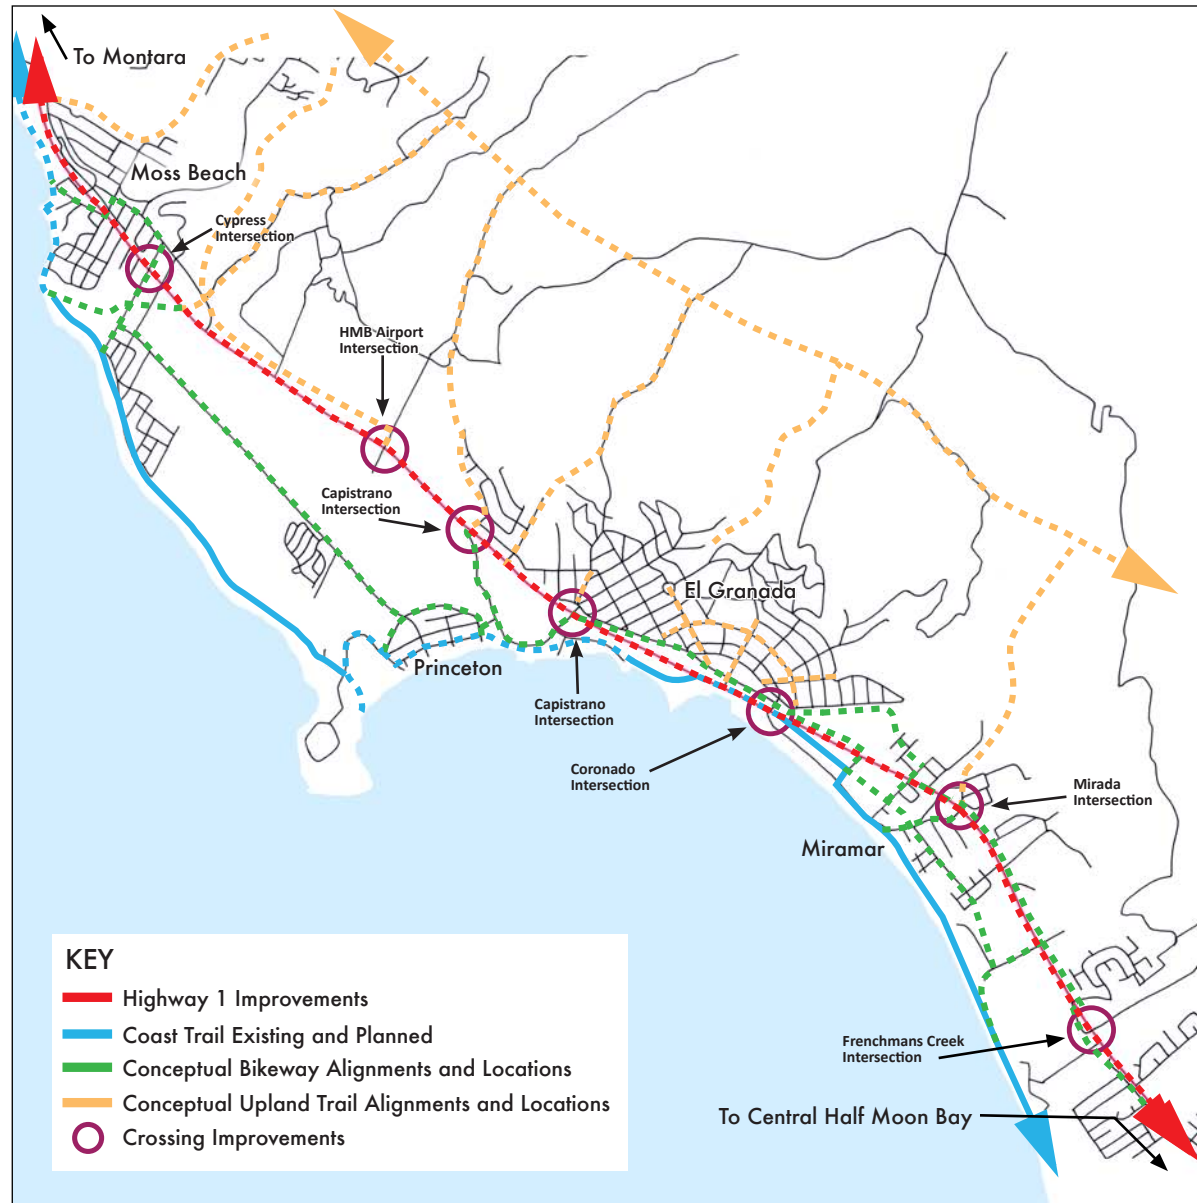 To Montara
Moss Beach
Cypress
Intersection
HMB Airport
Intersection
Capistrano
Intersection
El Granada
Princeton
Capistrano
Intersection
Coronado
Intersection
Mirada
Intersection
Miramar
KEY
Highway 1 Improvements
Coast Trail Existing and Planned
Conceptual Bikeway Alignments and Locations
Conceptual Upland Trail Alignments and Locations
Crossing Improvements
Frenchmans Creek
Intersection
To Central Half Moon Bay